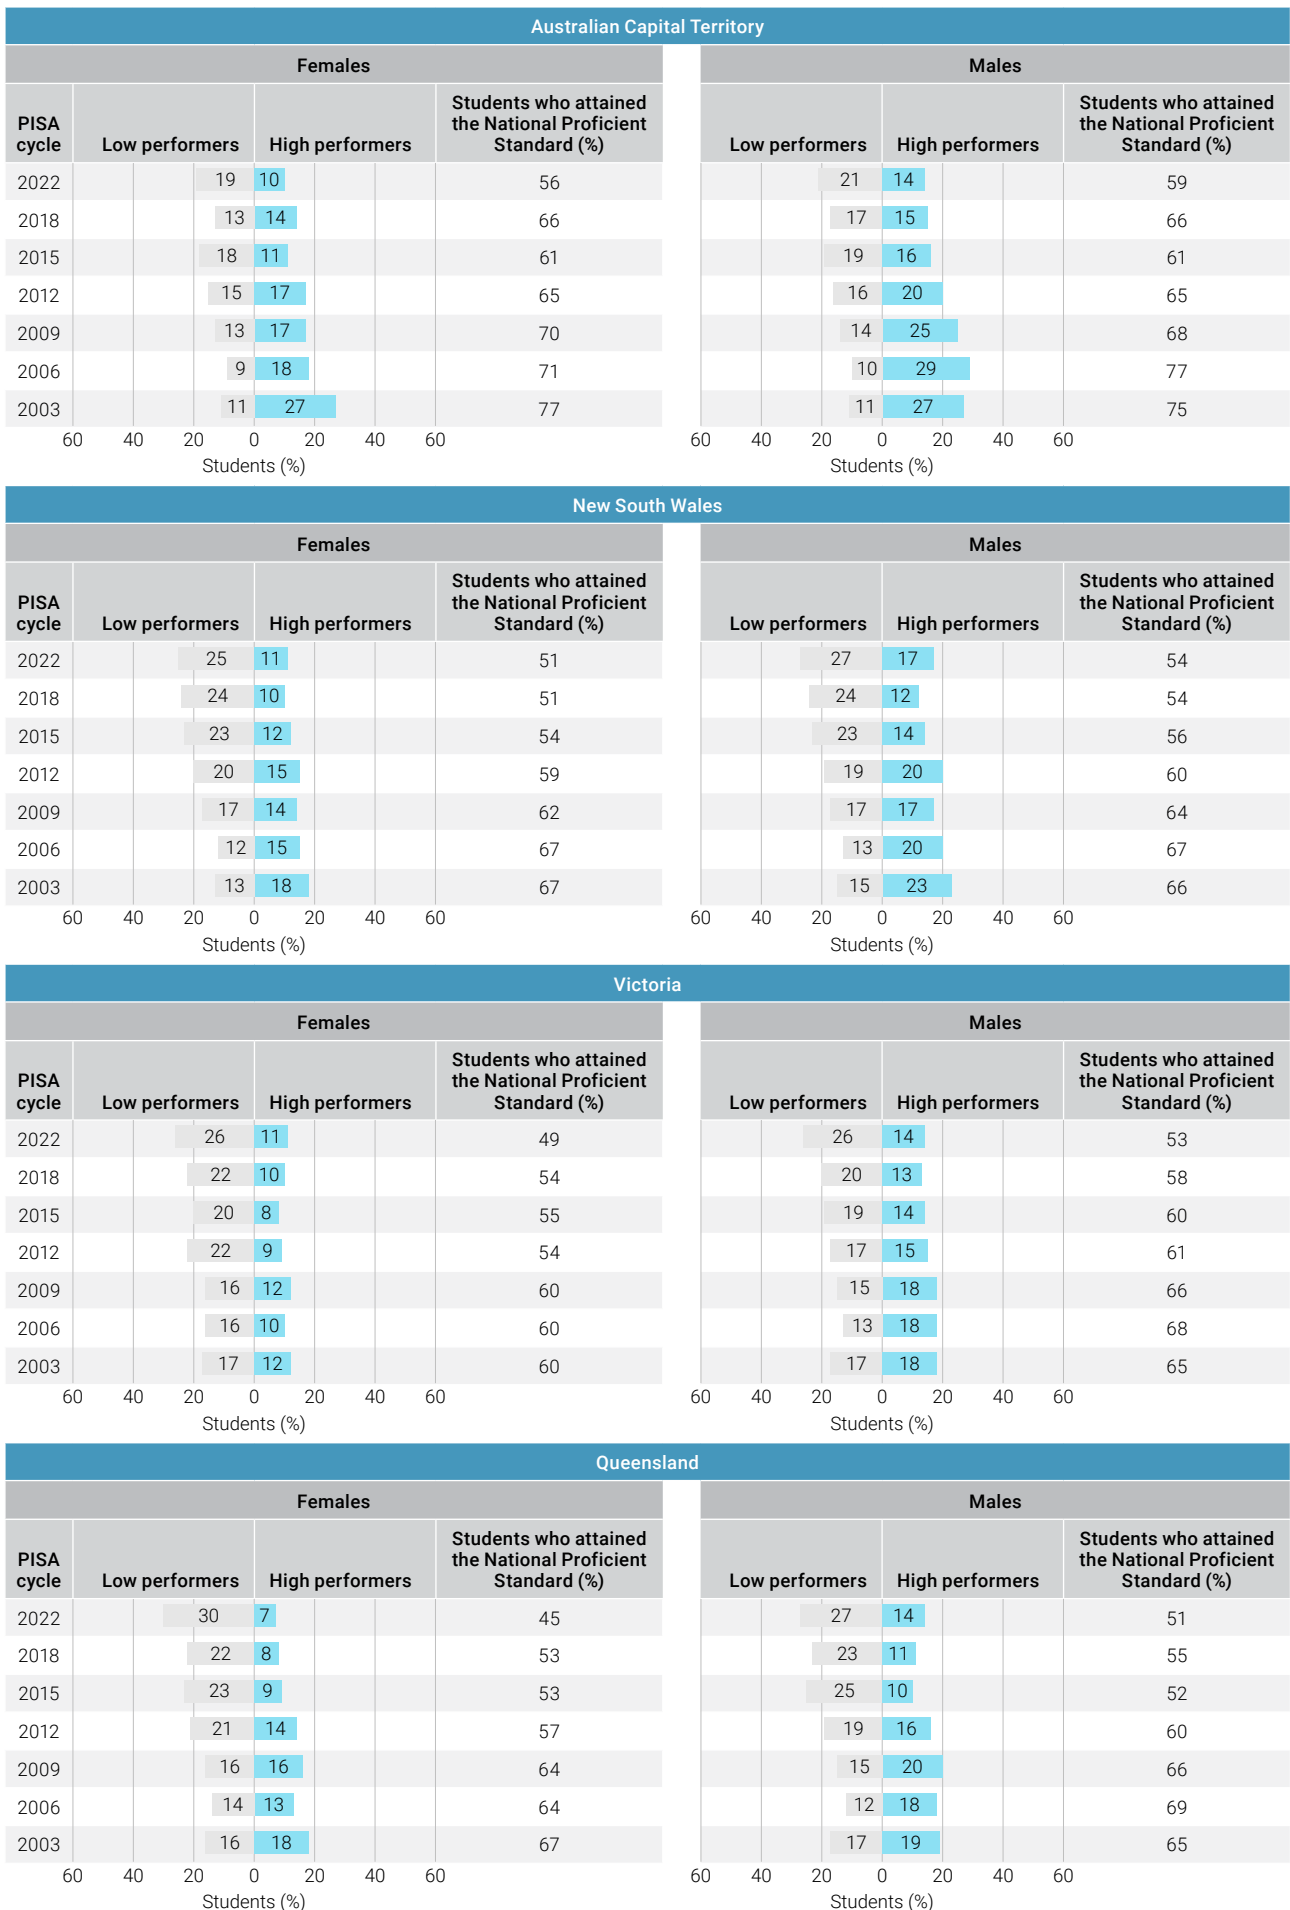 Australian Capital Territory
Females Males
PISA cycle Low performers High performers Students who attained the National Proficient Standard (%) Low performers High performers Students who attained the National Proficient Standard (%)
2022 19 10 56 21 14 59
2018 13 14 66 17 15 66
2015 18 11 61 19 16 61
2012 15 17 65 16 20 65
2009 13 17 70 14 25 68
2006 9 18 71 10 29 77
2003 11 27 77 11 27 75
60 40 20 0 20 40 60 60 40 20 0 20 40 60
Students (%) Students (%)
New South Wales
Females Males
PISA cycle Low performers High performers Students who attained the National Proficient Standard (%) Low performers High performers Students who attained the National Proficient Standard (%)
2022 25 11 51 27 17 54
2018 24 10 51 24 12 54
2015 23 12 54 23 14 56
2012 20 15 59 19 20 60
2009 17 14 62 17 17 64
2006 12 15 67 13 20 67
2003 13 18 67 15 23 66
60 40 20 0 20 40 60 60 40 20 0 20 40 60
Students (%) Students (%)
Victoria
Females Males
PISA cycle Low performers High performers Students who attained the National Proficient Standard (%) Low performers High performers Students who attained the National Proficient Standard (%)
2022 26 11 49 26 14 53
2018 22 10 54 20 13 58
2015 20 8 55 19 14 60
2012 22 9 54 17 15 61
2009 16 12 60 15 18 66
2006 16 10 60 13 18 68
2003 17 12 60 17 18 65
60 40 20 0 20 40 60 60 40 20 0 20 40 60
Students (%) Students (%)
Queensland
Females Males
PISA cycle Low performers High performers Students who attained the National Proficient Standard (%) Low performers High performers Students who attained the National Proficient Standard (%)
2022 30 7 45 27 14 51
2018 22 8 53 23 11 55
2015 23 9 53 25 10 52
2012 21 14 57 19 16 60
2009 16 16 64 15 20 66
2006 14 13 64 12 18 69
2003 16 18 67 17 19 65
60 40 20 0 20 40 60 60 40 20 0 20 40 60
Students (%) Students (%)